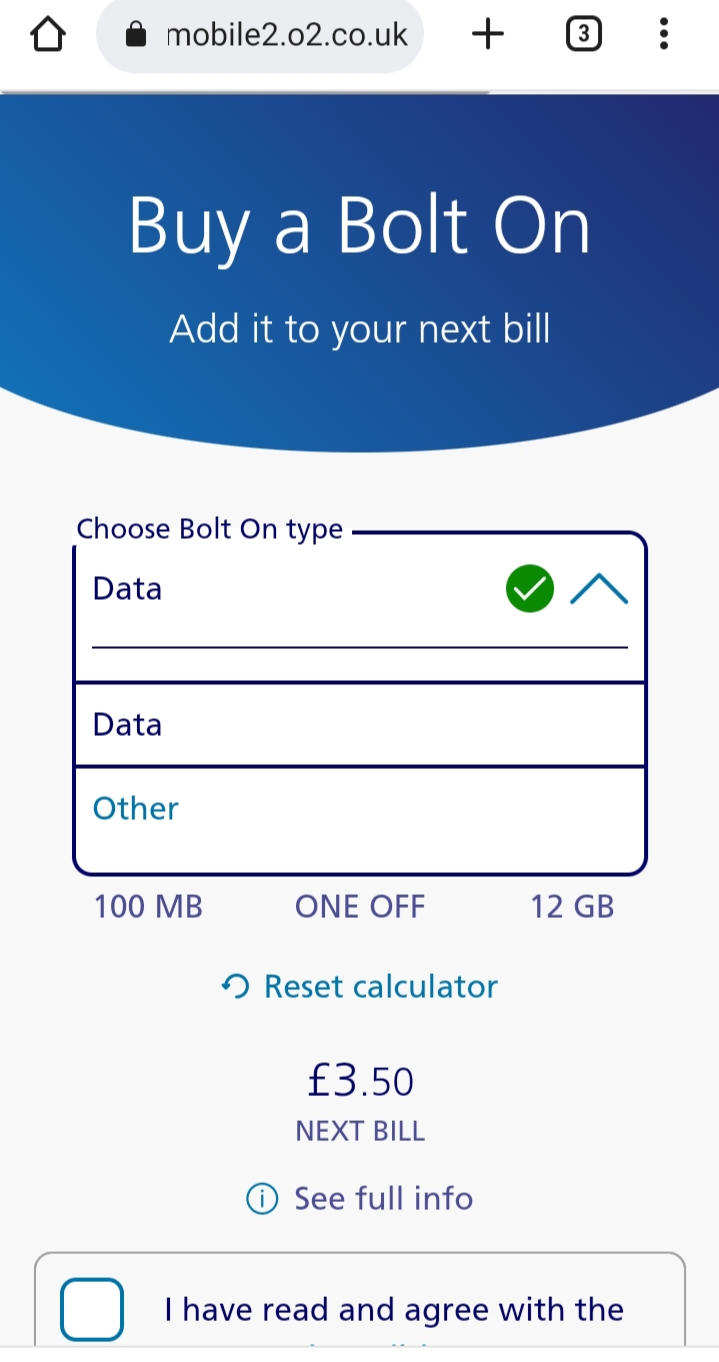 mobile2.o2.co.uk
3
Buy a Bolt On
Add it to your next bill
Choose Bolt On type
Data
Data
Other
100 MB ONE OFF 12 GB
Reset calculator
£3.50
NEXT BILL
See full info
I have read and agree with the